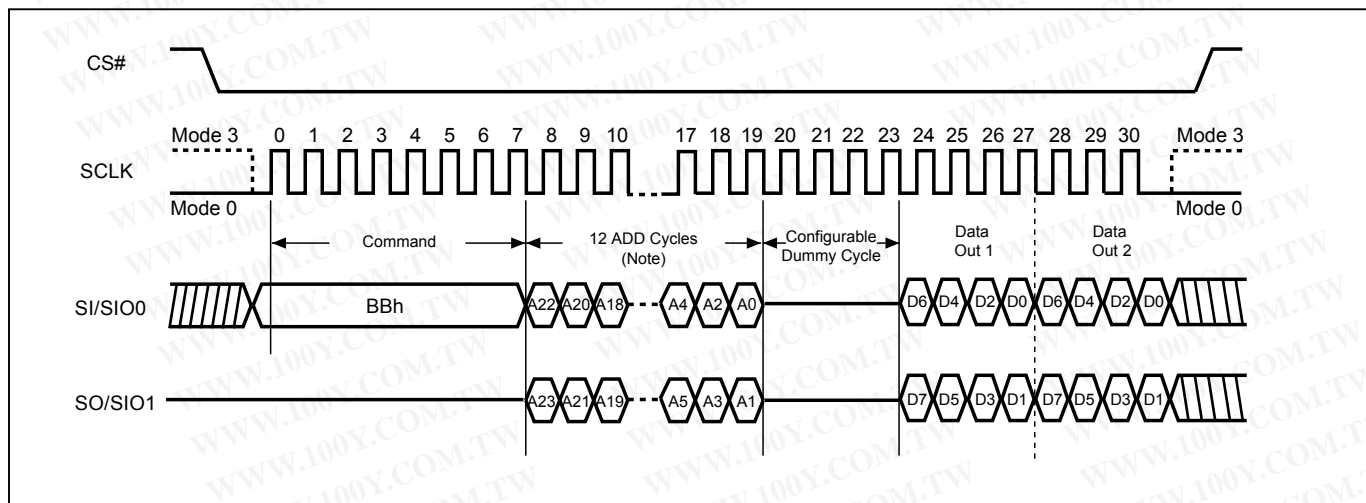 CS#
Mode 3 0 1 2 3 4 5 6 7 8 9 10 17 18 19 20 21 22 23 24 25 26 27 28 29 30 Mode 3
SCLK
Mode 0 Mode 0
Command 12 ADD Cycles (Note) Configurable Dummy Cycle Data Out 1 Data Out 2
SI/SIO0 BBh A22 A20 A18 A4 A2 A0 D6 D4 D2 D0 D6 D4 D2 D0
SO/SIO1 A23 A21 A19 A5 A3 A1 D7 D5 D3 D1 D7 D5 D3 D1
WWW.100Y.COM.TW